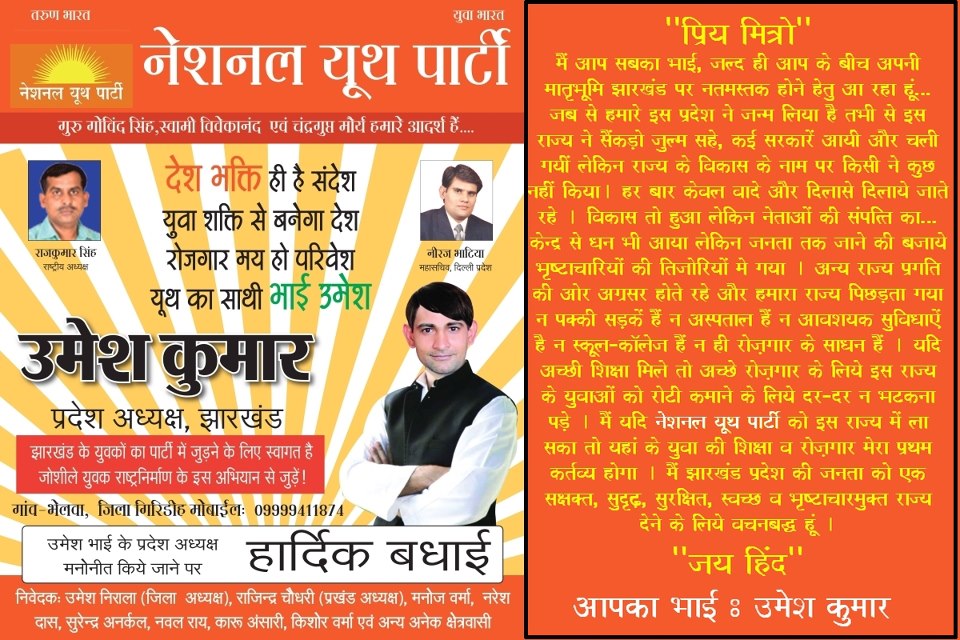 तरुण भारत
युवा भारत
नेशनल यूथ पार्टी
नेशनल यूथ पार्टी
गुरु गोविंद सिंह,स्वामी विवेकानंद एवं चंद्रगुप्त मौर्य हमारे आदर्श हैं....
देश भक्ति ही है संदेश
युवा शक्ति से बनेगा देश
रोजगार मय हो परिवेश
यूथ का साथी भाई उमेश
राजकुमार सिंह
राष्ट्रीय अध्यक्ष
नीरज भाटिया
महासचिव, दिल्ली प्रदेश
उमेश कुमार
प्रदेश अध्यक्ष, झारखंड
झारखंड के युवकों का पार्टी में जुड़ने के लिए स्वागत है
जोशीले युवक राष्ट्रनिर्माण के इस अभियान से जुड़ें!
गांव-भेलवा, जिला गिरिडीह मोबाईलः 09999411874
उमेश भाई के प्रदेश अध्यक्ष
मनोनीत किये जाने पर
हार्दिक बधाई
निवेदकः उमेश निराला (जिला अध्यक्ष), राजिन्द्र चौधरी (प्रखंड अध्यक्ष), मनोज वर्मा, नरेश
दास, सुरेन्द्र अनर्कल, नवल राय, कारू अंसारी, किशोर वर्मा एवं अन्य अनेक क्षेत्रवासी
"प्रिय मित्रो"
मैं आप सबका भाई, जल्द ही आप के बीच अपनी
मातृभूमि झारखंड पर नतमस्तक होने हेतु आ रहा हूं...
जब से हमारे इस प्रदेश ने जन्म लिया है तभी से इस
राज्य ने सैंकड़ो जुल्म सहे, कई सरकारें आयी और चली
गयीं लेकिन राज्य के विकास के नाम पर किसी ने कुछ
नहीं किया। हर बार केवल वादे और दिलासे दिलाये जाते
रहे । विकास तो हुआ लेकिन नेताओं की संपत्ति का...
केन्द्र से धन भी आया लेकिन जनता तक जाने की बजाये
भृष्टाचारियों की तिजोरियों मे गया । अन्य राज्य प्रगति
की ओर अग्रसर होते रहे और हमारा राज्य पिछड़ता गया
न पक्की सड़कें हैं न अस्पताल हैं न आवशयक सुविधाऐं
है न स्कूल-कॉलेज हैं न ही रोज़गार के साधन हैं । यदि
अच्छी शिक्षा मिले तो अच्छे रोज़गार के लिये इस राज्य
के युवाओं को रोटी कमाने के लिये दर-दर न भटकना
पड़े । मैं यदि नेशनल यूथ पार्टी को इस राज्य में ला
सका तो यहां के युवा की शिक्षा व रोज़गार मेरा प्रथम
कर्तव्य होगा । मैं झारखंड प्रदेश की जनता को एक
सक्षक्त, सुदृढ़, सुरक्षित, स्वच्छ व भृष्टाचारमुक्त राज्य
देने के लिये वचनबद्ध हूं ।
"जय हिंद"
आपका भाई : उमेश कुमार